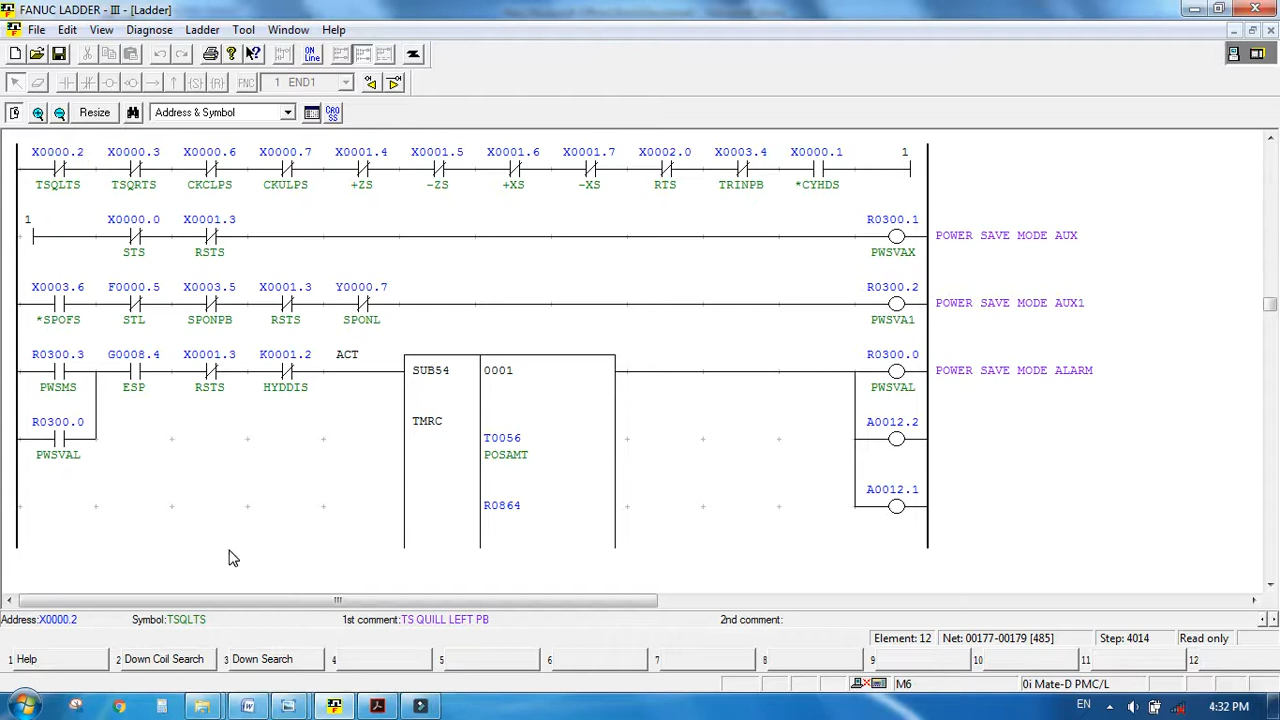 FANUC LADDER - III - [Ladder]
File Edit View Diagnose Ladder Tool Window Help
ON Line
FNC 1 END1
Resize Address & Symbol CRO SS
X0000.2 X0000.3 X0000.6 X0000.7 X0001.4 X0001.5 X0001.6 X0001.7 X0002.0 X0003.4 X0000.1 1
TSQLTS TSQRTS CKCLPS CKULPS +ZS -ZS +XS -XS RTS TRINPB *CYHDS
1 X0000.0 X0001.3 R0300.1
POWER SAVE MODE AUX
STS RSTS PWSVAX
X0003.6 F0000.5 X0003.5 X0001.3 Y0000.7 R0300.2
POWER SAVE MODE AUX1
*SPOFS STL SPONPB RSTS SPONL PWSVA1
R0300.3 G0008.4 X0001.3 K0001.2 ACT R0300.0
SUB54 0001 POWER SAVE MODE ALARM
PWSMS ESP RSTS HYDDIS PWSVAL
R0300.0 TMRC A0012.2
T0056
PWSVAL POSAMT
A0012.1
R0864
Address:X0000.2 Symbol:TSQLTS 1st comment:TS QUILL LEFT PB 2nd comment:
Element: 12 Net: 00177-00179 [485] Step: 4014 Read only
1 Help 2 Down Coil Search 3 Down Search 4 5 6 7 8 9 10 11 12
M6 0i Mate-D PMC/L
EN 4:32 PM